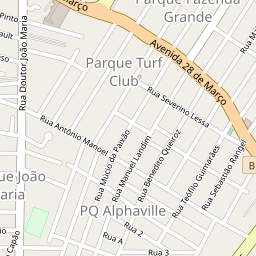 Parque Fazenda
Grande
março
Avenida 28 de Março
Rua Doutor João Maria
Parque Turf
Club
Rua Severino Lessa
Rua Antônio Manoel
Rua Múcio da Paixão
Rua Manuel Landim
Rua Benedito Queiroz
Rua Teófilo Guimarães
Rua Sebastião Rangel
B
que João
aria
PQ Alphaville
Rua 2
Rua 3
Rua A
Capão